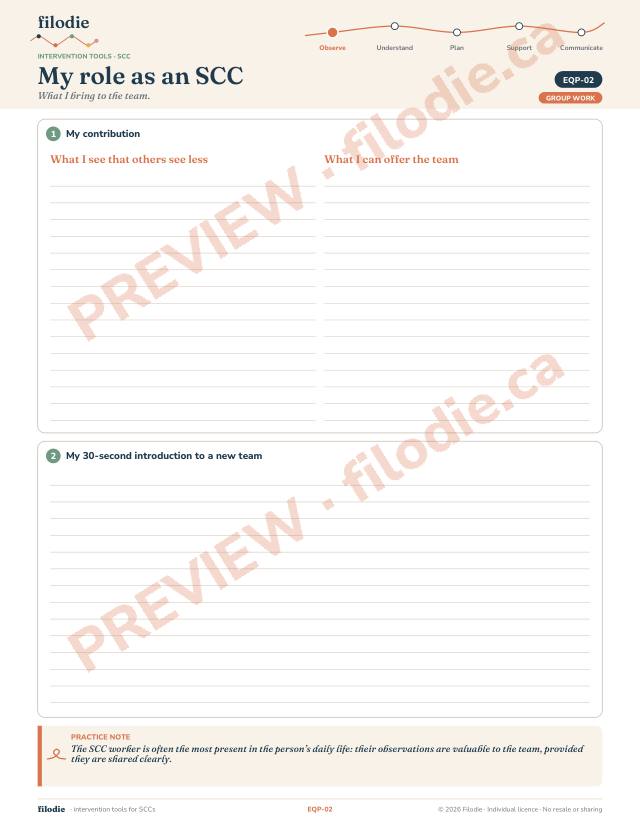 filodie
Observe Understand Plan Support Communicate
INTERVENTION TOOLS · SCC
My role as an SCC
What I bring to the team.
EQP-02
GROUP WORK
1 My contribution
What I see that others see less
What I can offer the team
PREVIEW · filodie.ca
2 My 30-second introduction to a new team
PREVIEW · filodie.ca
PRACTICE NOTE
The SCC worker is often the most present in the person's daily life: their observations are valuable to the team, provided
they are shared clearly.
filodie · intervention tools for SCCs
EQP-02
© 2026 Filodie · Individual licence · No resale or sharing